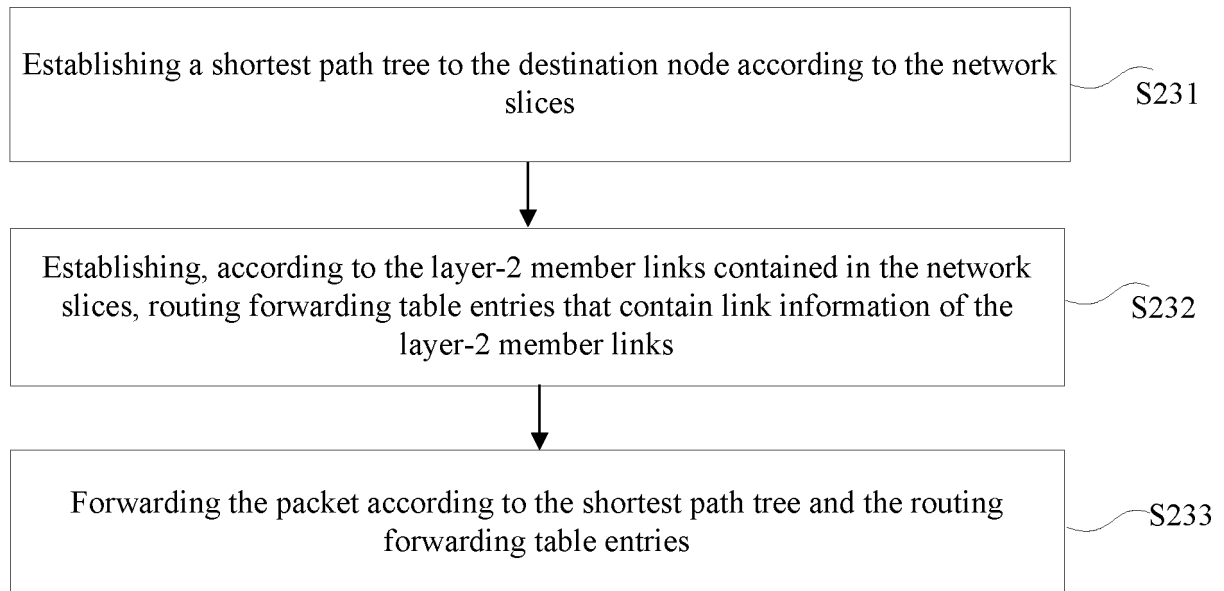 Establishing a shortest path tree to the destination node according to the network
slices
S231
Establishing, according to the layer-2 member links contained in the network
slices, routing forwarding table entries that contain link information of the
layer-2 member links
S232
Forwarding the packet according to the shortest path tree and the routing
forwarding table entries
S233